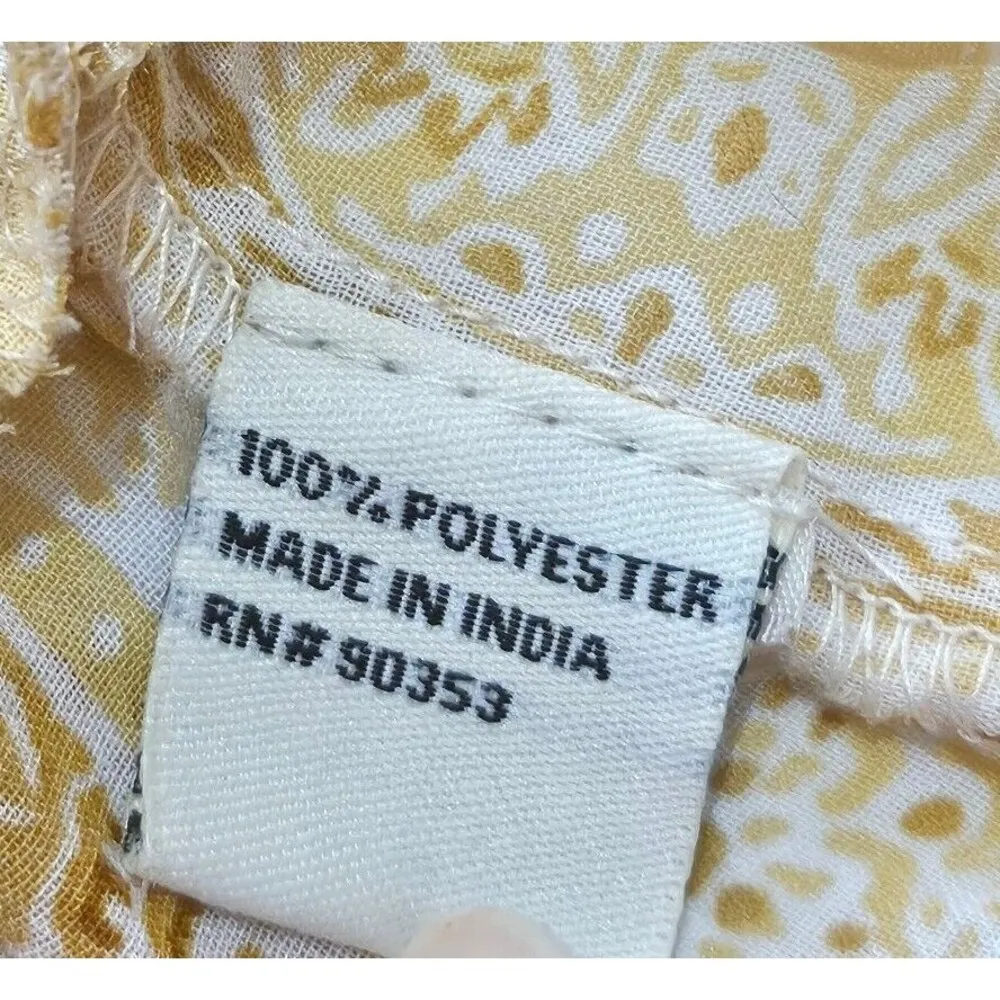 100% POLYESTER
MADE IN INDIA
RN# 90353